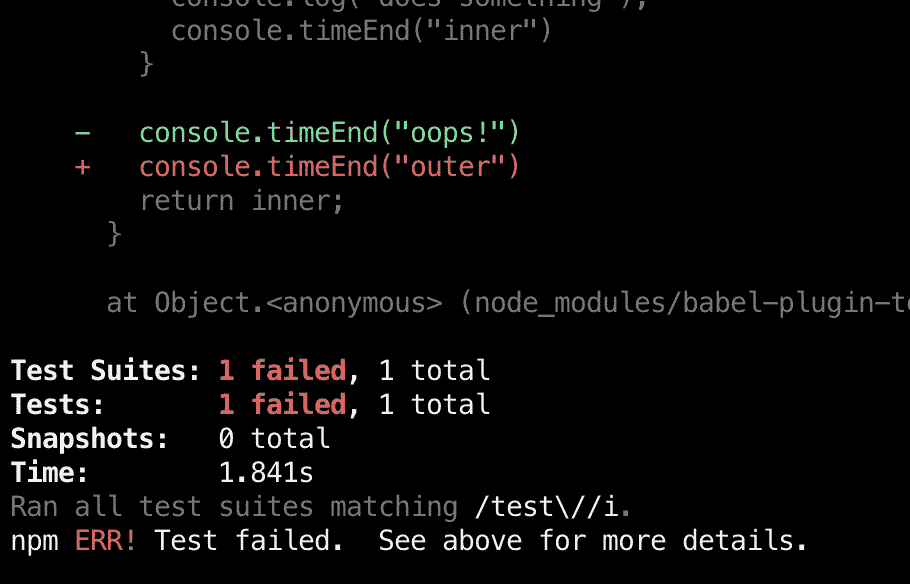 console.log("does something");
console.timeEnd("inner")
}
- console.timeEnd("oops!")
+ console.timeEnd("outer")
return inner;
}
at Object.<anonymous> (node_modules/babel-plugin-
Test Suites: 1 failed, 1 total
Tests: 1 failed, 1 total
Snapshots: 0 total
Time: 1.841s
Ran all test suites matching /test\//i.
npm ERR! Test failed. See above for more details.